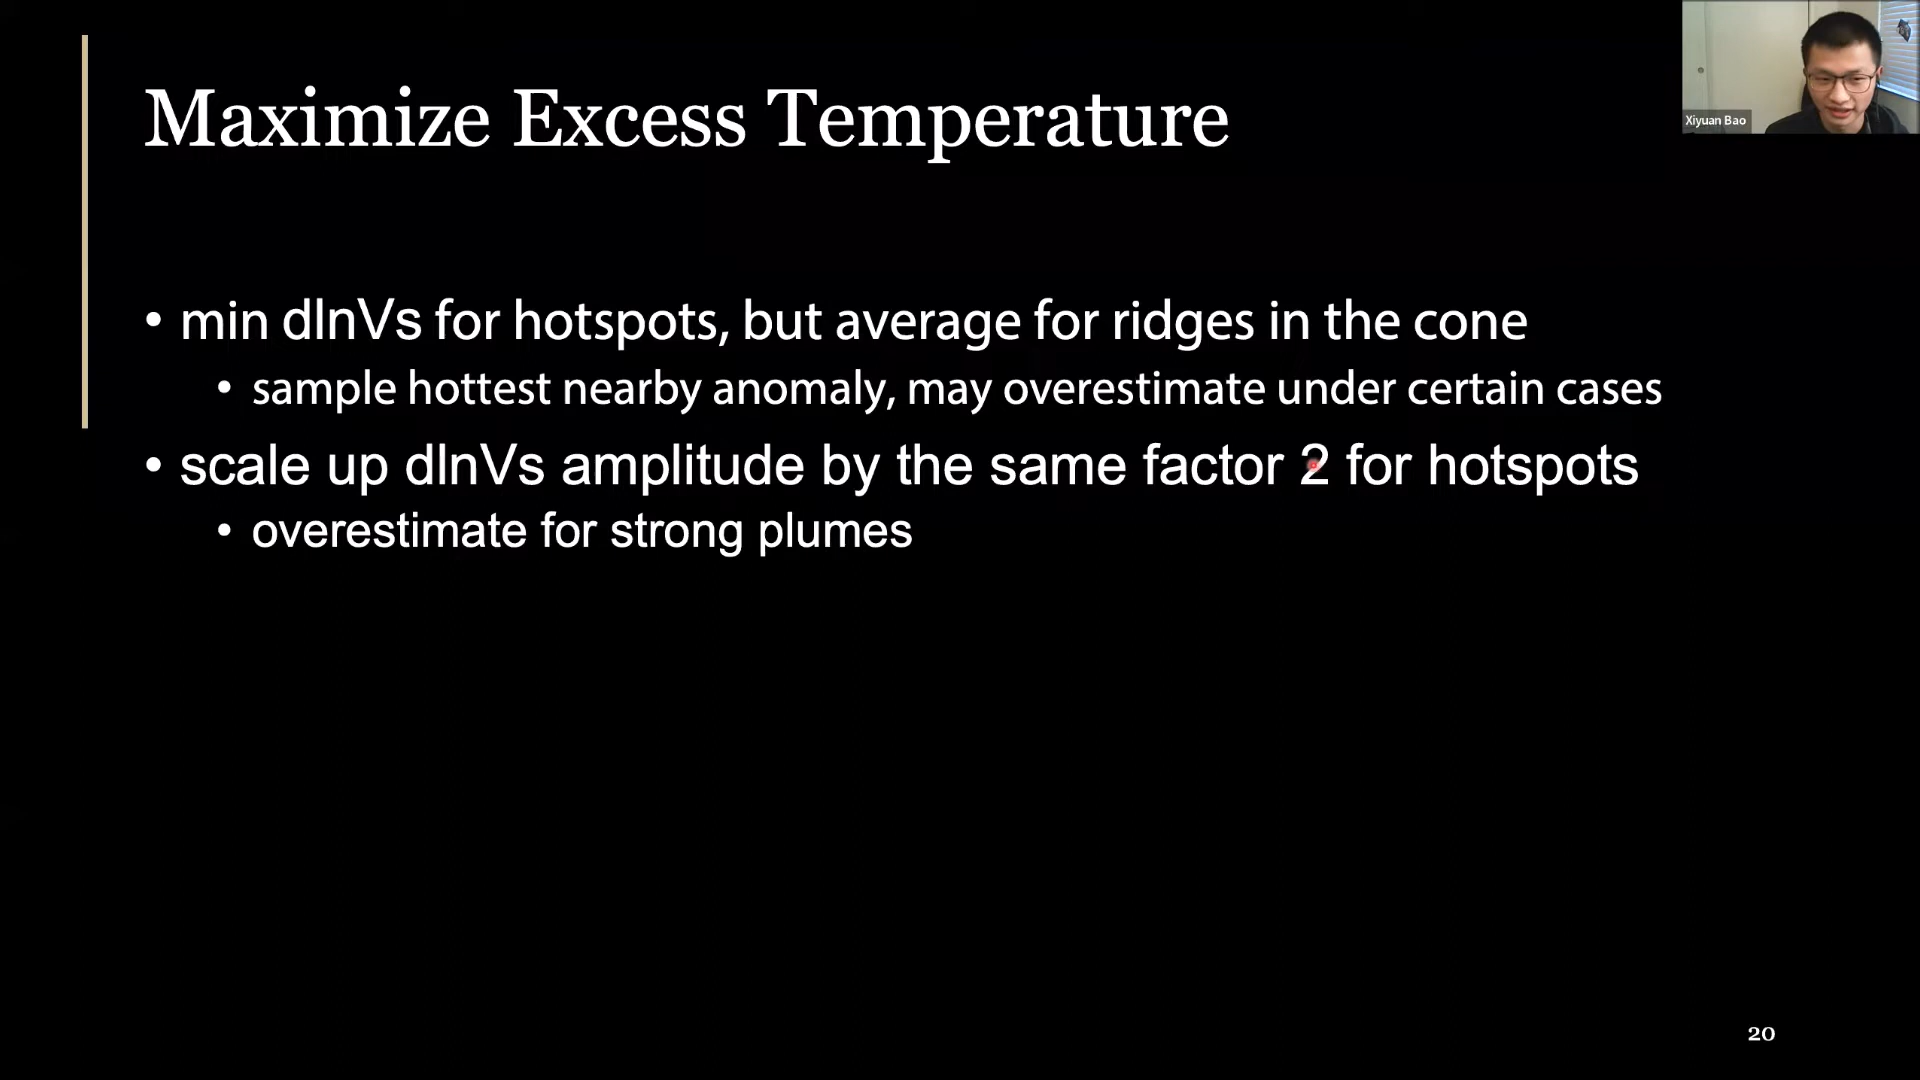 Maximize Excess Temperature
Xiyuan Bao
• min dlnVs for hotspots, but average for ridges in the cone
• sample hottest nearby anomaly, may overestimate under certain cases
• scale up dlnVs amplitude by the same factor 2 for hotspots
• overestimate for strong plumes
20